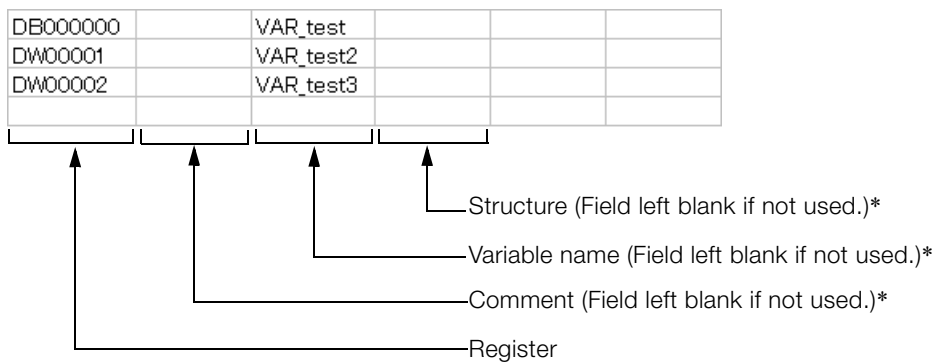 DB000000 VAR_test
DW00001 VAR_test2
DW00002 VAR_test3
Structure (Field left blank if not used.)*
Variable name (Field left blank if not used.)*
Comment (Field left blank if not used.)*
Register